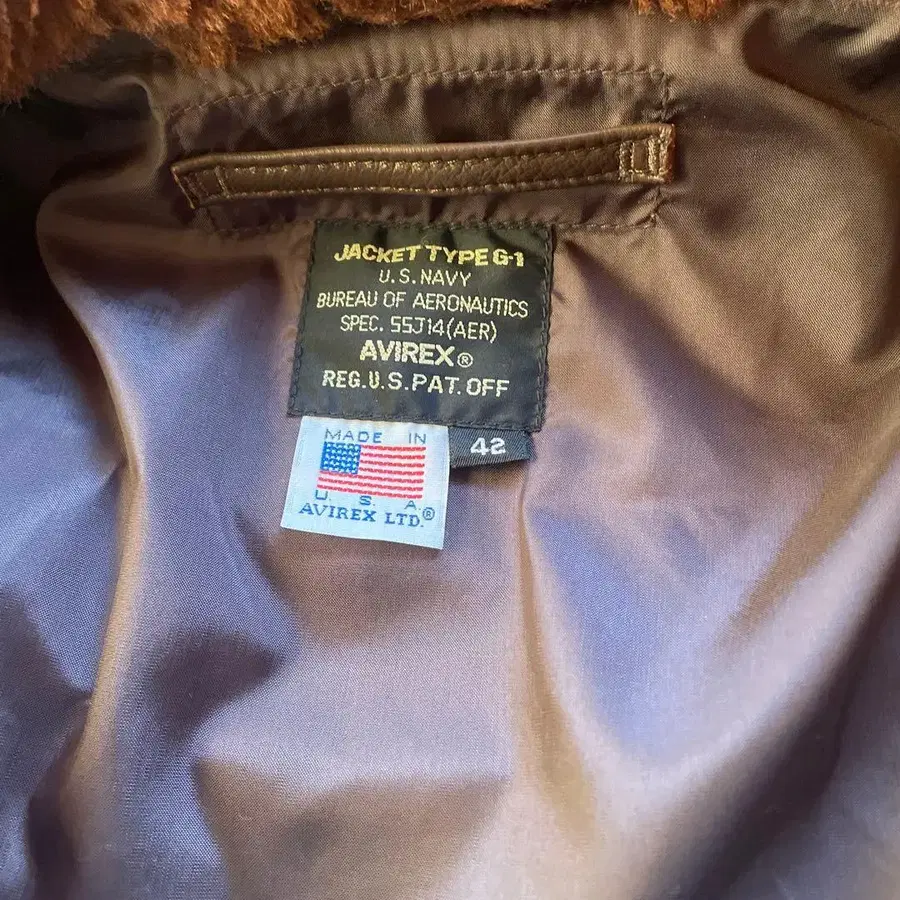 JACKET TYPE G-1
U.S. NAVY
BUREAU OF AERONAUTICS
SPEC. 55J14(AER)
AVIREX®
REG. U.S. PAT. OFF
42
MADE IN
U. S. A.
AVIREX LTD.®